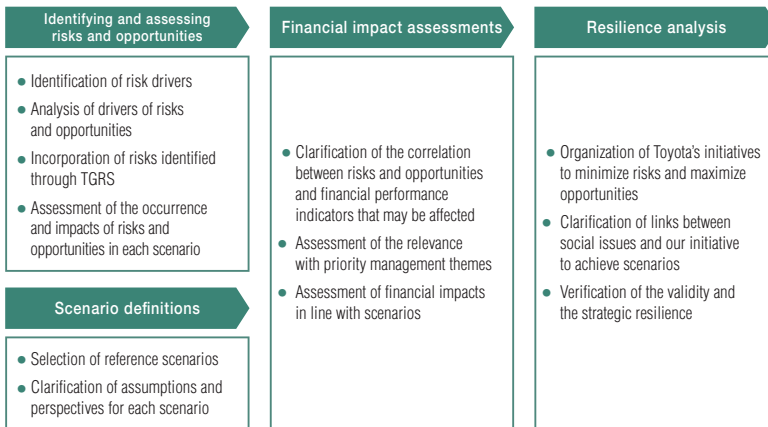 Identifying and assessing
risks and opportunities
● Identification of risk drivers
● Analysis of drivers of risks
and opportunities
● Incorporation of risks identified
through TGRS
● Assessment of the occurrence
and impacts of risks and
opportunities in each scenario
Scenario definitions
● Selection of reference scenarios
● Clarification of assumptions and
perspectives for each scenario
Financial impact assessments
● Clarification of the correlation
between risks and opportunities
and financial performance
indicators that may be affected
● Assessment of the relevance
with priority management themes
● Assessment of financial impacts
in line with scenarios
Resilience analysis
● Organization of Toyota's initiatives
to minimize risks and maximize
opportunities
● Clarification of links between
social issues and our initiative
to achieve scenarios
● Verification of the validity and
the strategic resilience